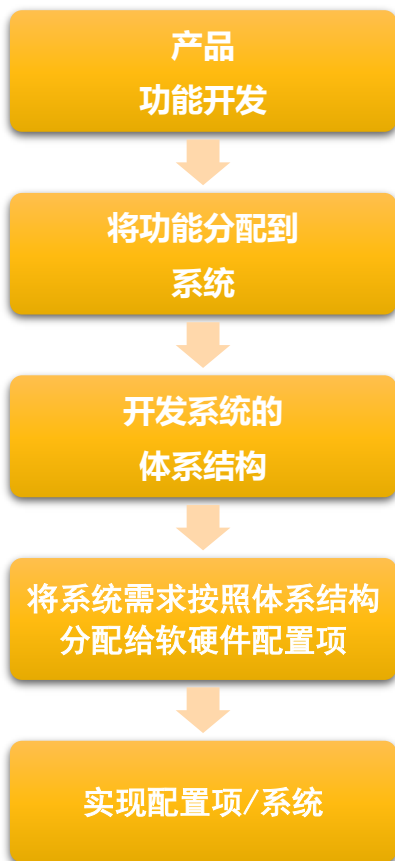 产品
功能开发
将功能分配到
系统
开发系统的
体系结构
将系统需求按照体系结构
分配给软硬件配置项
实现配置项/系统